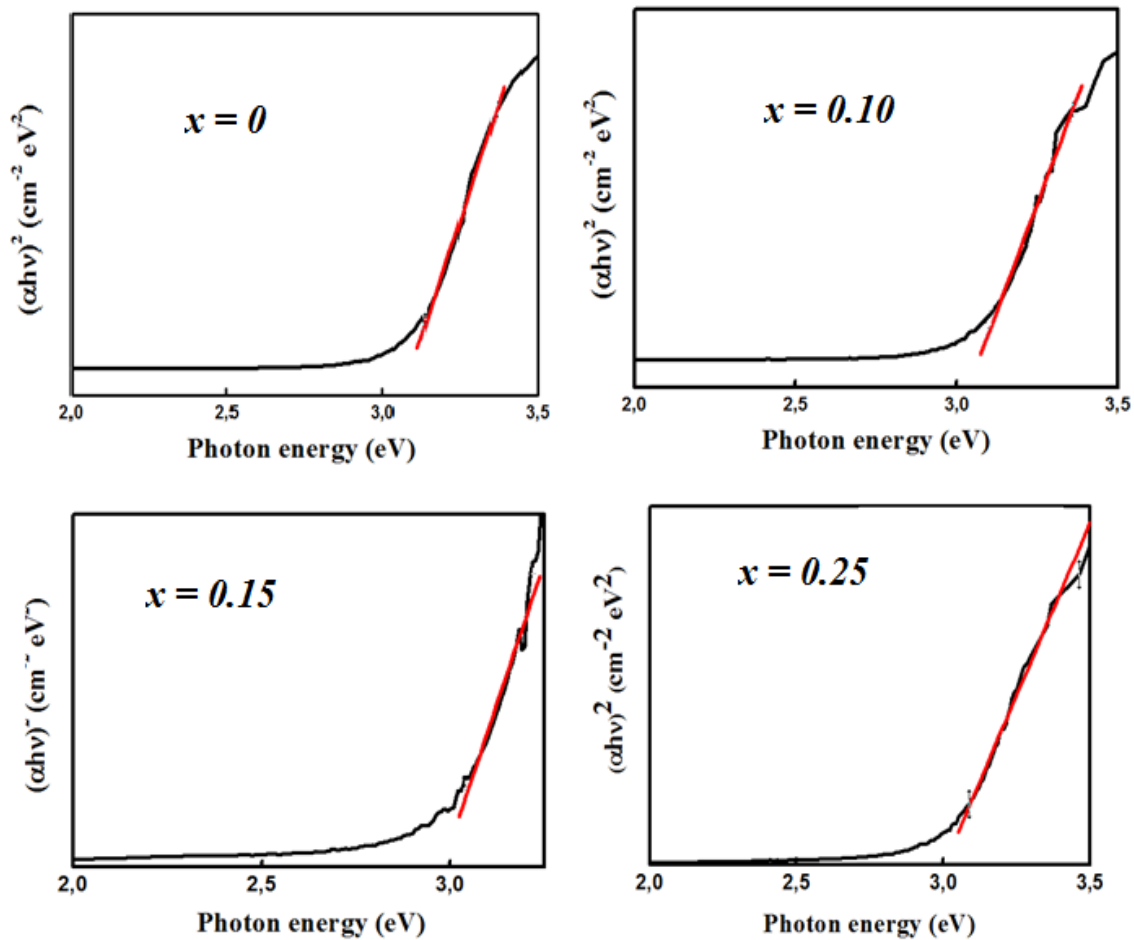 (αhν)² (cm⁻² eV²)
x = 0
2,0 2,5 3,0 3,5
Photon energy (eV)
(αhν)² (cm⁻² eV²)
x = 0.10
2,0 2,5 3,0 3,5
Photon energy (eV)
(αhν) (cm eV
x = 0.15
2,0 2,5 3,0
Photon energy (eV)
(αhν)2 (cm-2 eV2)
x = 0.25
2,0 2,5 3,0 3,5
Photon energy (eV)